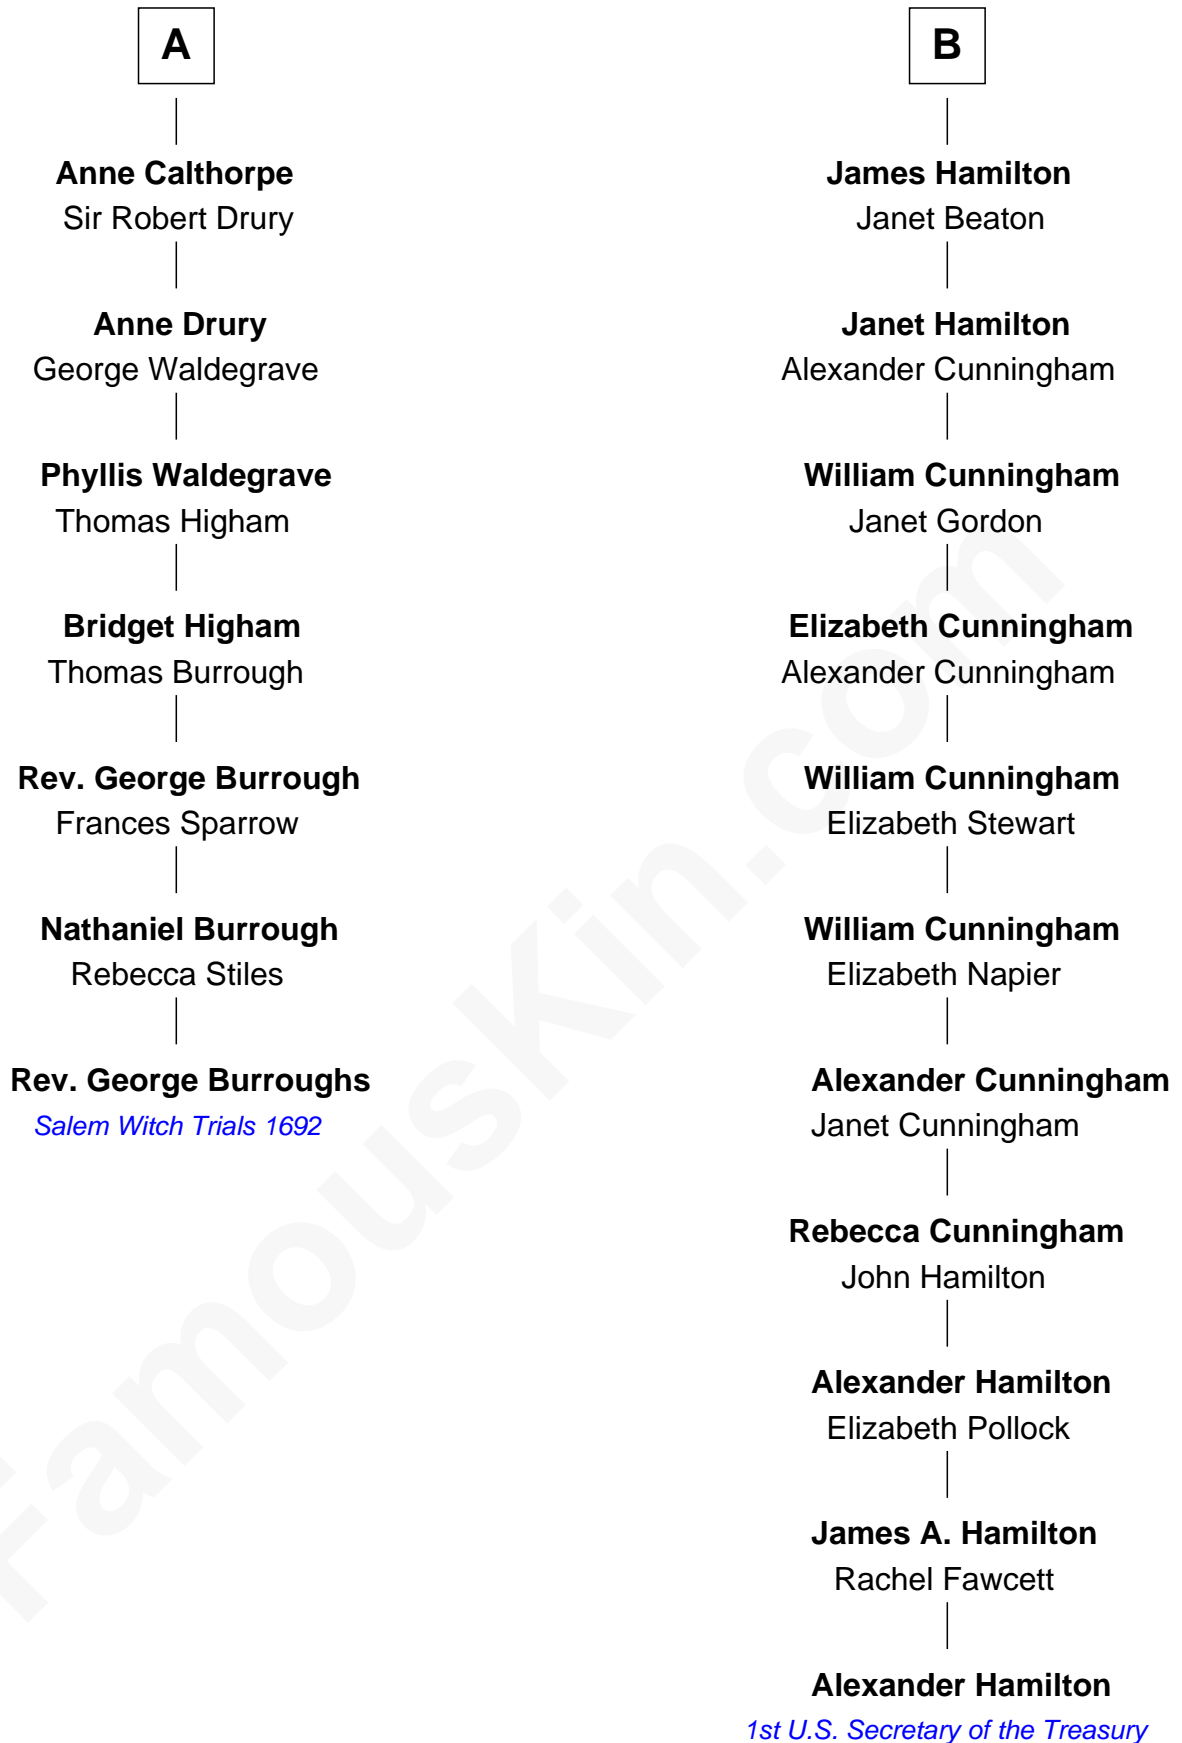 A
Anne Calthorpe
Sir Robert Drury
Anne Drury
George Waldegrave
Phyllis Waldegrave
Thomas Higham
Bridget Higham
Thomas Burrough
Rev. George Burrough
Frances Sparrow
Nathaniel Burrough
Rebecca Stiles
Rev. George Burroughs
Salem Witch Trials 1692
B
James Hamilton
Janet Beaton
Janet Hamilton
Alexander Cunningham
William Cunningham
Janet Gordon
Elizabeth Cunningham
Alexander Cunningham
William Cunningham
Elizabeth Stewart
William Cunningham
Elizabeth Napier
Alexander Cunningham
Janet Cunningham
Rebecca Cunningham
John Hamilton
Alexander Hamilton
Elizabeth Pollock
James A. Hamilton
Rachel Fawcett
Alexander Hamilton
1st U.S. Secretary of the Treasury
FamousKin.com